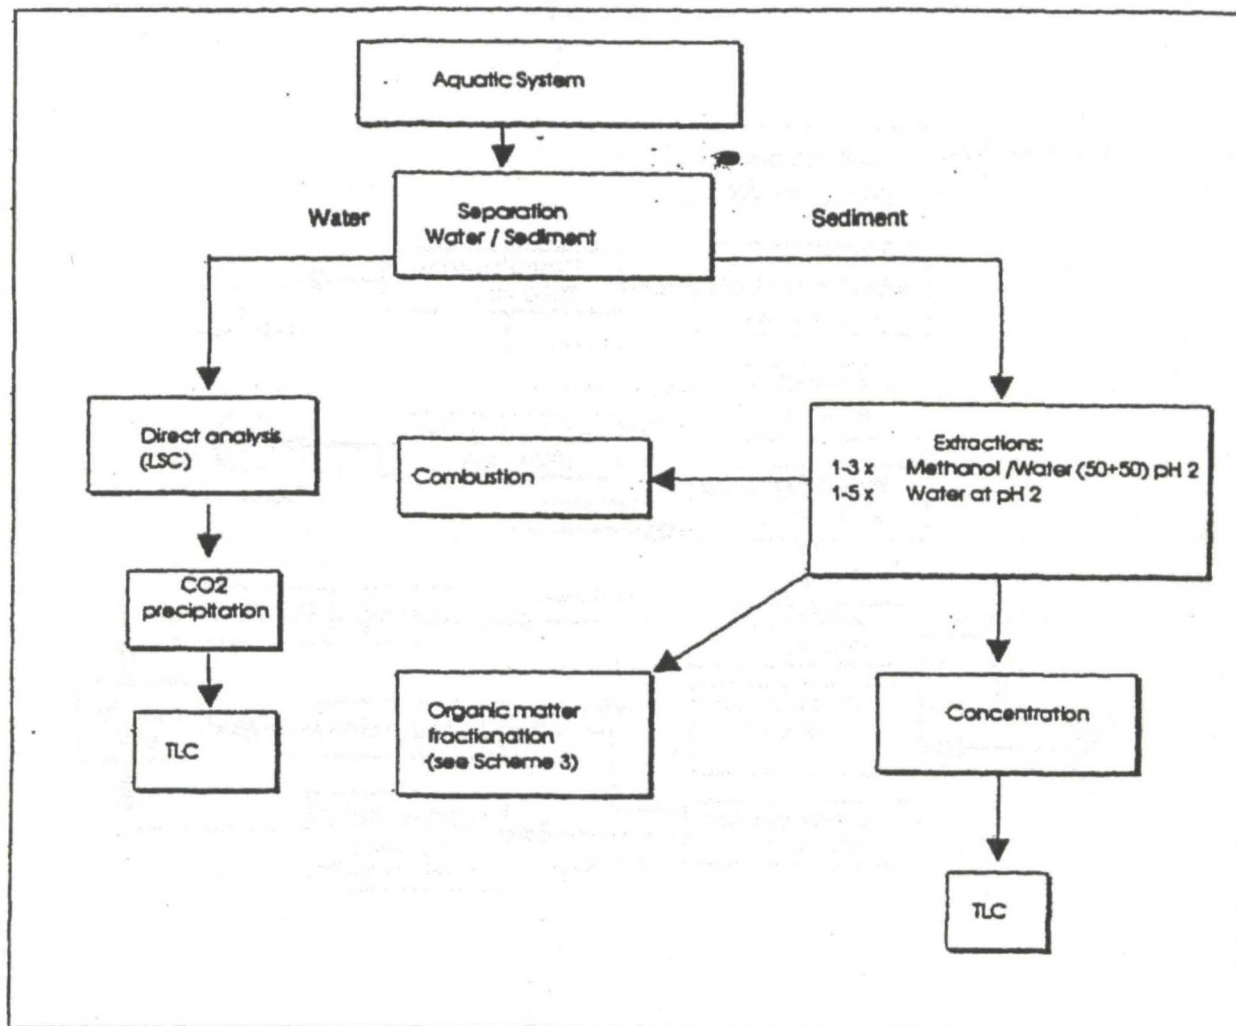 Aquatic System
Separation
Water / Sediment
Water
Sediment
Direct analysis
(LSC)
Combustion
Extractions:
1-3 x Methanol /Water (50+50) pH 2
1-5 x Water at pH 2
CO2
precipitation
TLC
Organic matter
fractionation
(see Scheme 3)
Concentration
TLC